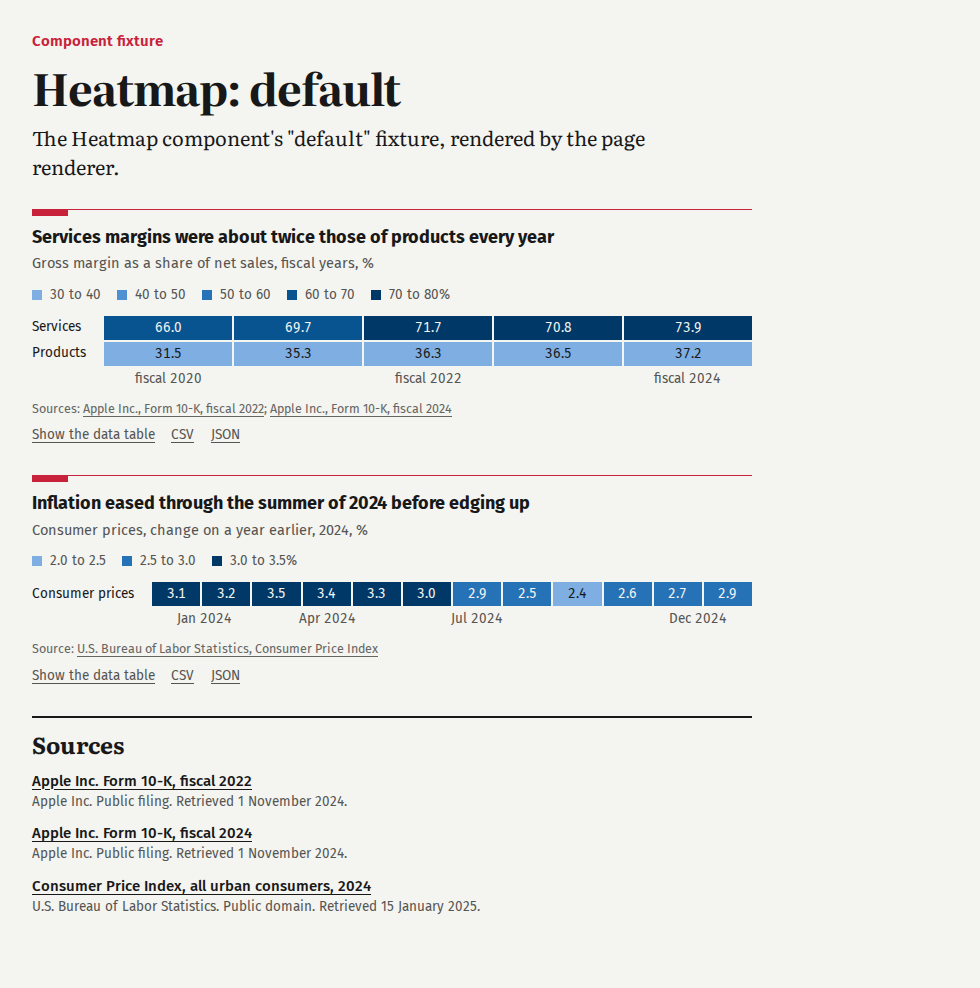 Component fixture
Heatmap: default
The Heatmap component's "default" fixture, rendered by the page
renderer.
Services margins were about twice those of products every year
Gross margin as a share of net sales, fiscal years, %
30 to 40 40 to 50 50 to 60 60 to 70 70 to 80%
Services 66.0 69.7 71.7 70.8 73.9
Products 31.5 35.3 36.3 36.5 37.2
fiscal 2020 fiscal 2022 fiscal 2024
Sources: Apple Inc., Form 10-K, fiscal 2022; Apple Inc., Form 10-K, fiscal 2024
Show the data table CSV JSON
Inflation eased through the summer of 2024 before edging up
Consumer prices, change on a year earlier, 2024, %
2.0 to 2.5 2.5 to 3.0 3.0 to 3.5%
Consumer prices 3.1 3.2 3.5 3.4 3.3 3.0 2.9 2.5 2.4 2.6 2.7 2.9
Jan 2024 Apr 2024 Jul 2024 Dec 2024
Source: U.S. Bureau of Labor Statistics, Consumer Price Index
Show the data table CSV JSON
Sources
Apple Inc. Form 10-K, fiscal 2022
Apple Inc. Public filing. Retrieved 1 November 2024.
Apple Inc. Form 10-K, fiscal 2024
Apple Inc. Public filing. Retrieved 1 November 2024.
Consumer Price Index, all urban consumers, 2024
U.S. Bureau of Labor Statistics. Public domain. Retrieved 15 January 2025.